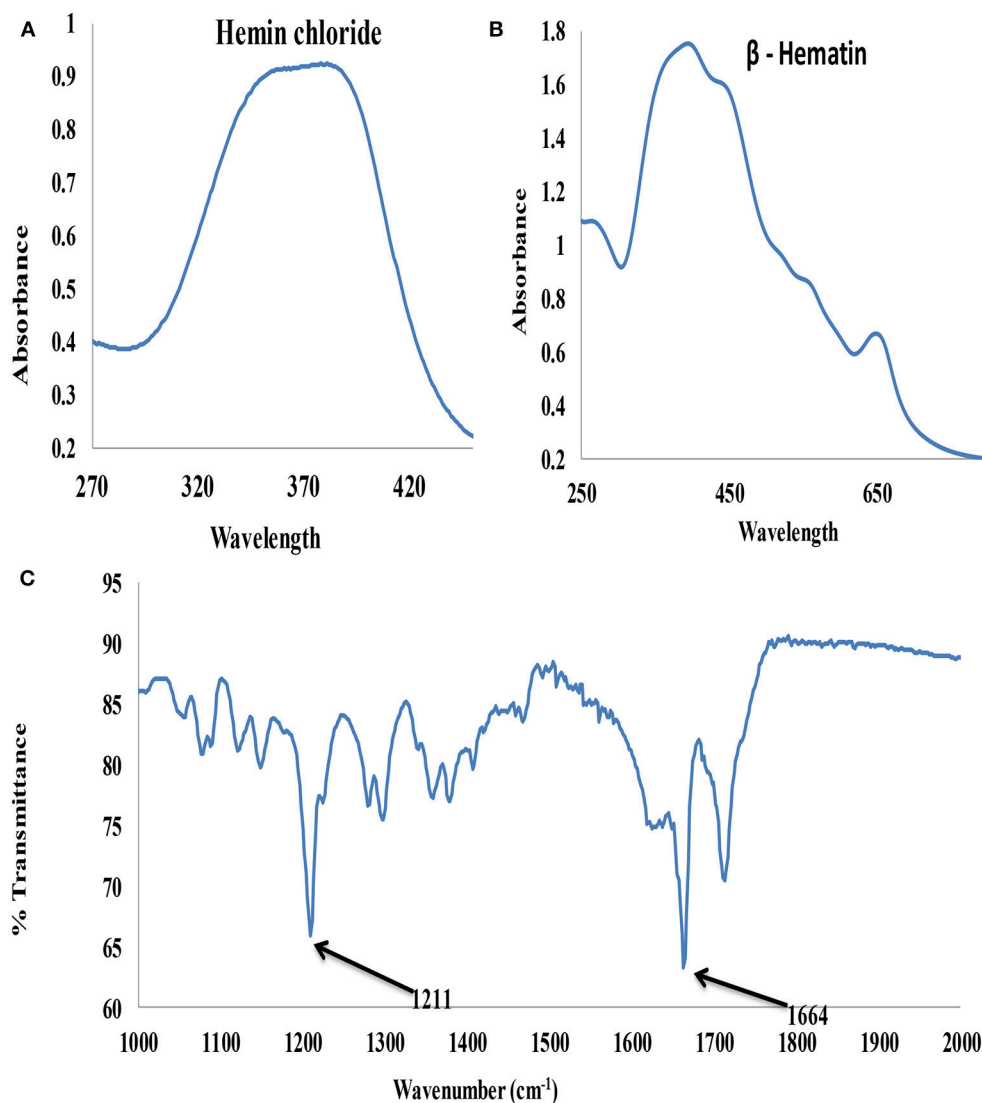 A
Hemin chloride
1
0.9
0.8
0.7
0.6
0.5
0.4
0.3
0.2
Absorbance
270 320 370 420
Wavelength
B
β - Hematin
1.8
1.6
1.4
1.2
1
0.8
0.6
0.4
0.2
Absorbance
250 450 650
Wavelength
C
95
90
85
80
75
70
65
60
% Transmittance
1211
1664
1000 1100 1200 1300 1400 1500 1600 1700 1800 1900 2000
Wavenumber (cm⁻¹)